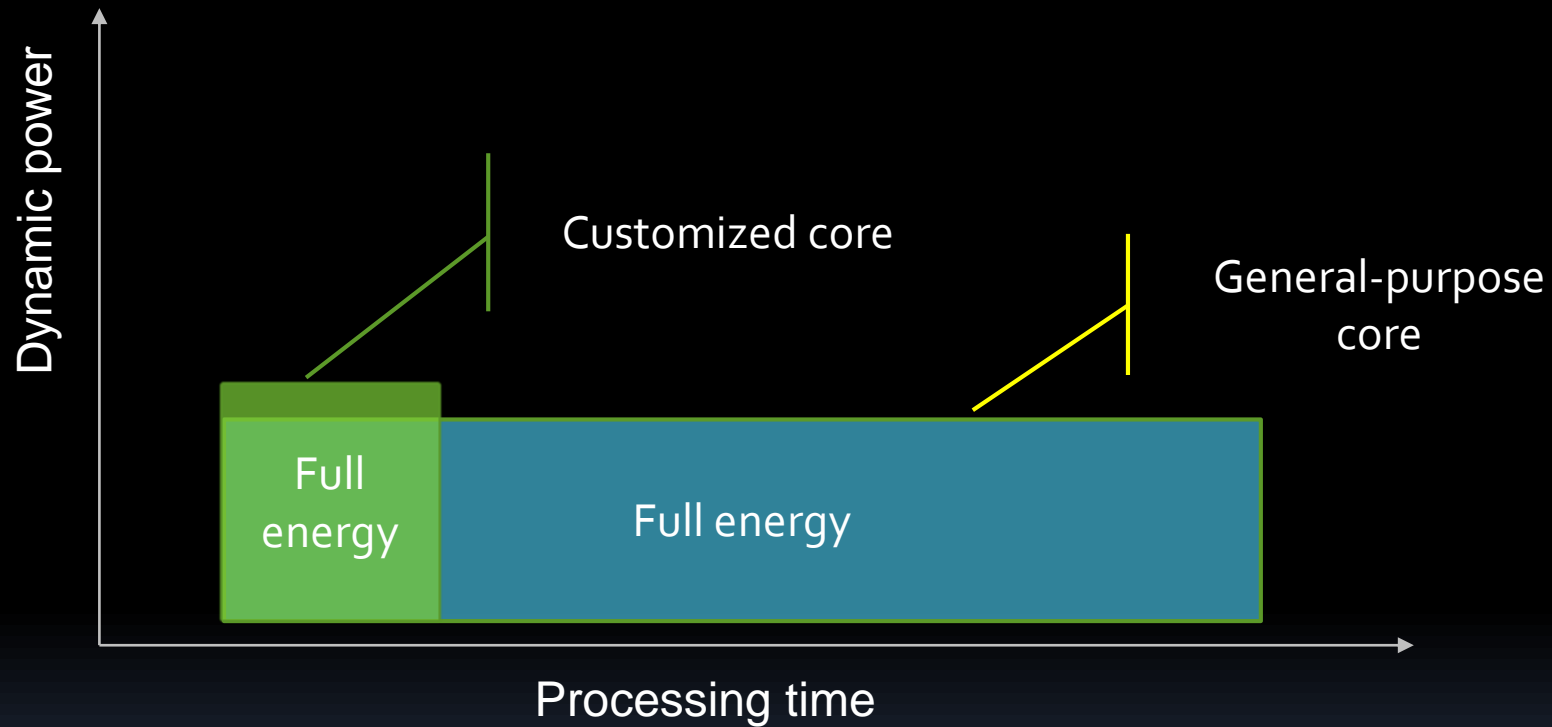 Dynamic power
Customized core
General-purpose
core
Full
energy
Full energy
Processing time